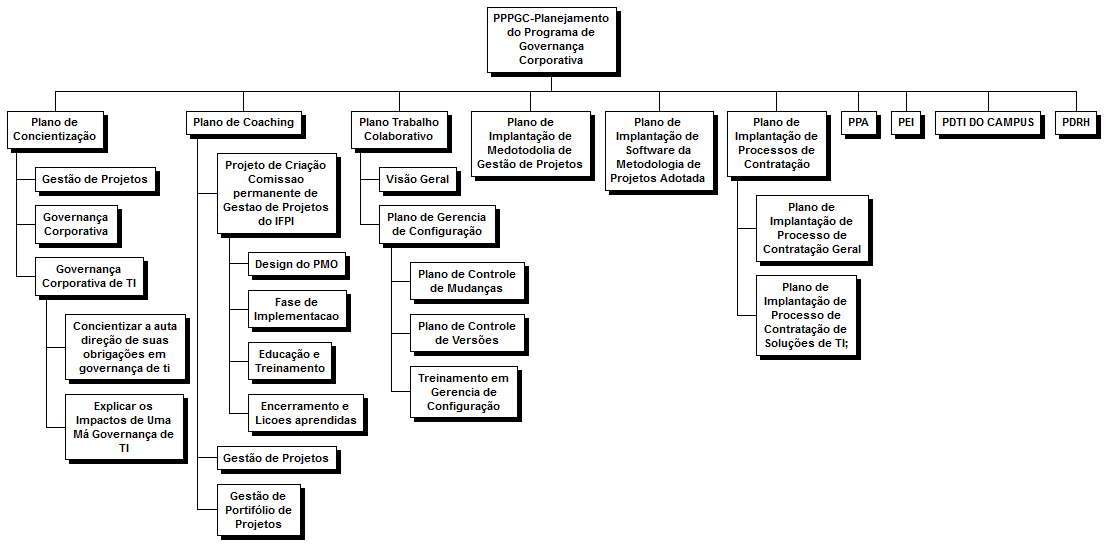 PPPGC-Planejamento
do Programa de
Governança
Corporativa
Plano de
Concientização
Gestão de Projetos
Governança
Corporativa
Governança
Corporativa de TI
Concientizar a auta
direção de suas
obrigações em
governança de ti
Explicar os
Impactos de Uma
Má Governança de
TI
Plano de Coaching
Projeto de Criação
Comissao
permanente de
Gestao de Projetos
do IFPI
Design do PMO
Fase de
Implementacao
Educação e
Treinamento
Encerramento e
Licoes aprendidas
Gestão de Projetos
Gestão de
Portifólio de
Projetos
Plano Trabalho
Colaborativo
Visão Geral
Plano de Gerencia
de Configuração
Plano de Controle
de Mudanças
Plano de Controle
de Versões
Treinamento em
Gerencia de
Configuração
Plano de
Implantação de
Medotodolia de
Gestão de Projetos
Plano de
Implantação de
Software da
Metodologia de
Projetos Adotada
Plano de
Implantação de
Processos de
Contratação
Plano de
Implantação de
Processo de
Contratação Geral
Plano de
Implantação de
Processo de
Contratação de
Soluções de TI;
PPA
PEI
PDTI DO CAMPUS
PDRH